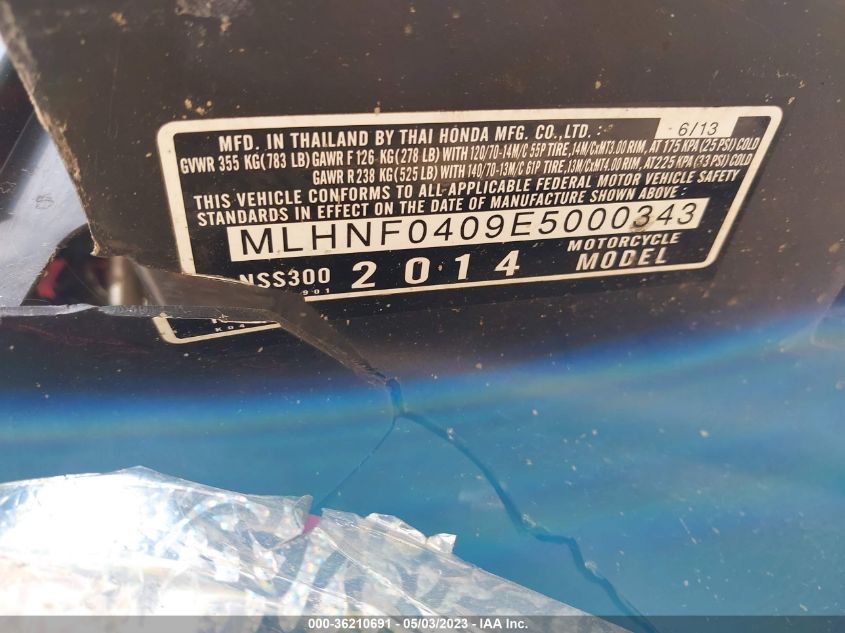 MFD. IN THAILAND BY THAI HONDA MFG. CO.,LTD. : 6/13
GVWR 355 KG(783 LB) GAWR F 126 KG (278 LB) WITH 120/70-14M/C 55P TIRE, 14M/CxMT3.00 RIM, AT 175 KPA (25 PSI) COLD
GAWR R 238 KG(525 LB) WITH 140/70-13M/C 61P TIRE, 13M/CxMT4.00 RIM, AT 225 KPA (33 PSI) COLD
THIS VEHICLE CONFORMS TO ALL APPLICABLE FEDERAL MOTOR VEHICLE SAFETY
STANDARDS IN EFFECT ON THE DATE OF MANUFACTURE SHOWN ABOVE :
MLHNF0409E5000343
NSS300 2014 MOTORCYCLE
MODEL
901
K04
000-36210691 - 05/03/2023 - IAA Inc.